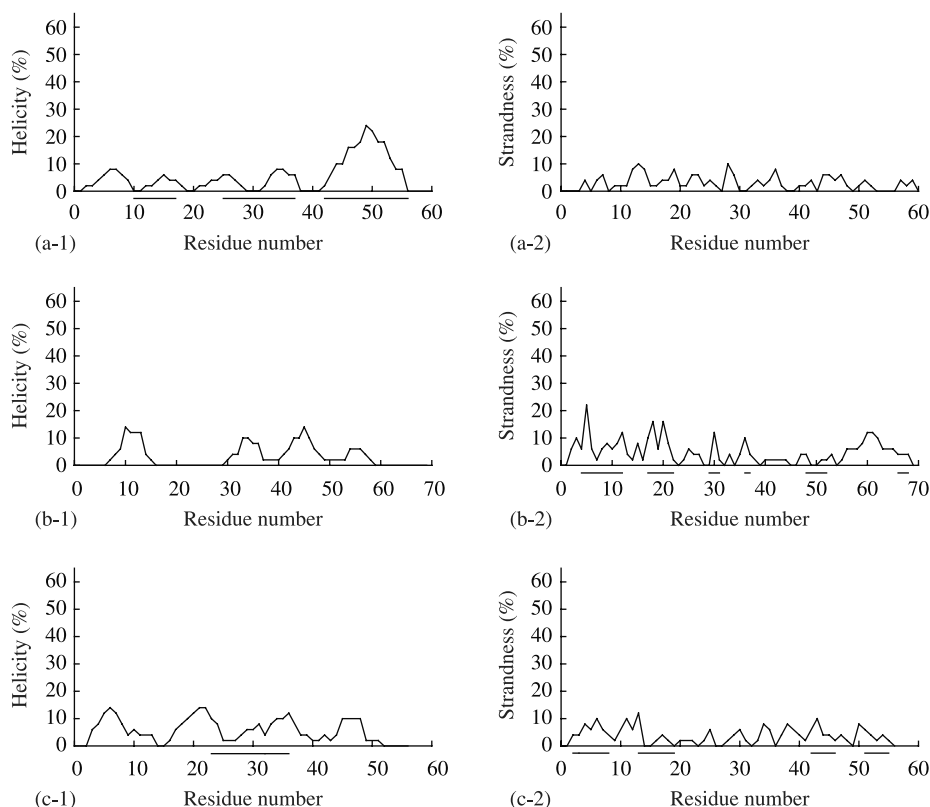 60
50
40
30
20
10
0
Helicity (%)
0 10 20 30 40 50 60
(a-1) Residue number
60
50
40
30
20
10
0
Strandness (%)
0 10 20 30 40 50 60
(a-2) Residue number
60
50
40
30
20
10
0
Helicity (%)
0 10 20 30 40 50 60 70
(b-1) Residue number
60
50
40
30
20
10
0
Strandness (%)
0 10 20 30 40 50 60 70
(b-2) Residue number
60
50
40
30
20
10
0
Helicity (%)
0 10 20 30 40 50 60
(c-1) Residue number
60
50
40
30
20
10
0
Strandness (%)
0 10 20 30 40 50 60
(c-2) Residue number